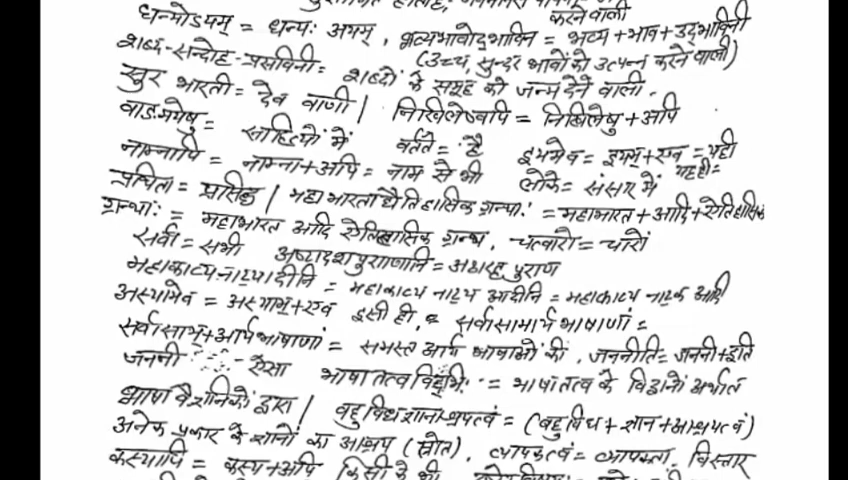 करने वाली
धन्योऽयम् = धन्यः अयम्, भव्यभावोद्भाविनि = भव्य + भाव + उद्भाविनी
(उच्च, सुन्दर भावों को उत्पन्न करने वाली)
शब्द-सन्दोह-प्रसविनी = शब्दों के समूह को जन्म देने वाली.
सुर भारती = देव वाणी | निखिलेष्वपि = निखिलेषु + अपि
वाङ्मयेषु = साहित्यों में वर्तते = है इयमेव = इयम् + एव = यही
नाम्नापि = नाम्ना + अपि = नाम से भी लोके = संसार में
प्रथिता = प्रसिद्ध | महाभारताद्यैतिहासिक ग्रन्थाः = महाभारत + आदि + ऐतिहासिक
ग्रन्थाः = महाभारत आदि ऐतिहासिक ग्रन्थ, चत्वारो = चारों
सर्वा = सभी अष्टादशपुराणानि = अठारह पुराण
महाकाव्यनाट्यादीनि = महाकाव्य नाट्य आदीनि = महाकाव्य नाटक आदि
अस्यामेव = अस्याम् + एव इसी ही, सर्वासामार्य भाषाणां =
सर्वासाम् + आर्यभाषाणां = समस्त आर्य भाषाओं की, जननीति = जननी + इति
जननी ऐसा भाषातत्वविद्भिः = भाषातत्व के विद्वानों अर्थात
भाषा वैज्ञानिकों द्वारा | बहुविधज्ञानाश्रयत्वं = (बहुविध + ज्ञान + आश्रयत्वं)
अनेक प्रकार के ज्ञानों का आश्रय (स्रोत), व्यापकत्वं = व्यापकता, विस्तार
कस्यापि = कस्य + अपि किसी के भी